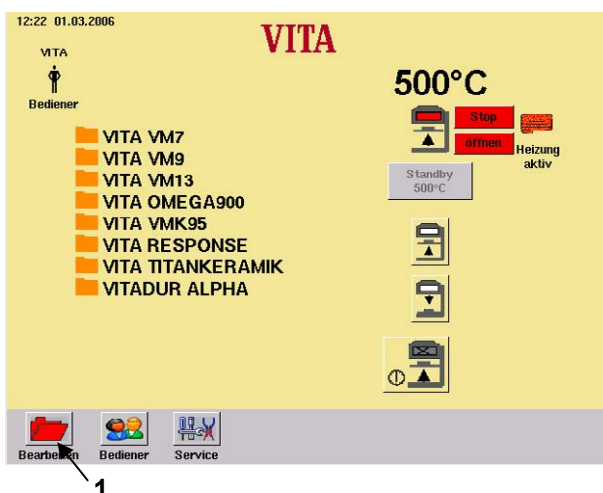 12:22 01.03.2006
VITA
VITA
Bediener
500°C
Stop
öffnen
Heizung
aktiv
Standby
500°C
VITA VM7
VITA VM9
VITA VM13
VITA OMEGA900
VITA VMK95
VITA RESPONSE
VITA TITANKERAMIK
VITADUR ALPHA
Bearbeiten
Bediener
Service
1